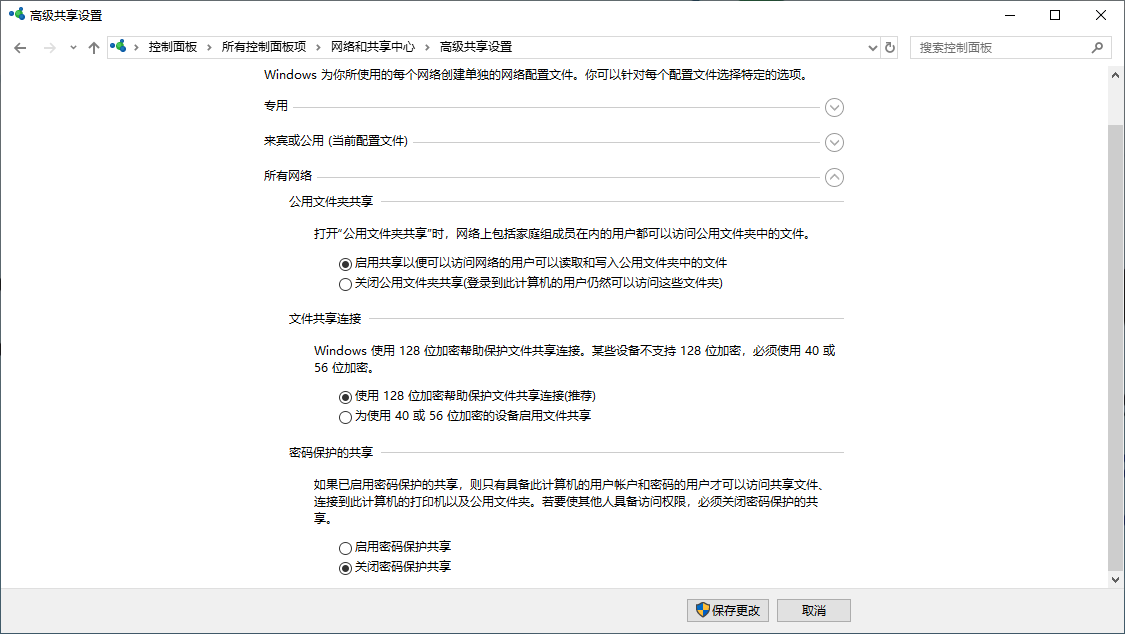 高级共享设置
控制面板 > 所有控制面板项 > 网络和共享中心 > 高级共享设置
搜索控制面板
Windows 为你所使用的每个网络创建单独的网络配置文件。你可以针对每个配置文件选择特定的选项。
专用
来宾或公用 (当前配置文件)
所有网络
公用文件夹共享
打开“公用文件夹共享”时，网络上包括家庭组成员在内的用户都可以访问公用文件夹中的文件。
启用共享以便可以访问网络的用户可以读取和写入公用文件夹中的文件
关闭公用文件夹共享(登录到此计算机的用户仍然可以访问这些文件夹)
文件共享连接
Windows 使用 128 位加密帮助保护文件共享连接。某些设备不支持 128 位加密，必须使用 40 或
56 位加密。
使用 128 位加密帮助保护文件共享连接(推荐)
为使用 40 或 56 位加密的设备启用文件共享
密码保护的共享
如果已启用密码保护的共享，则只有具备此计算机的用户帐户和密码的用户才可以访问共享文件、
连接到此计算机的打印机以及公用文件夹。若要使其他人具备访问权限，必须关闭密码保护的共
享。
启用密码保护共享
关闭密码保护共享
保存更改
取消